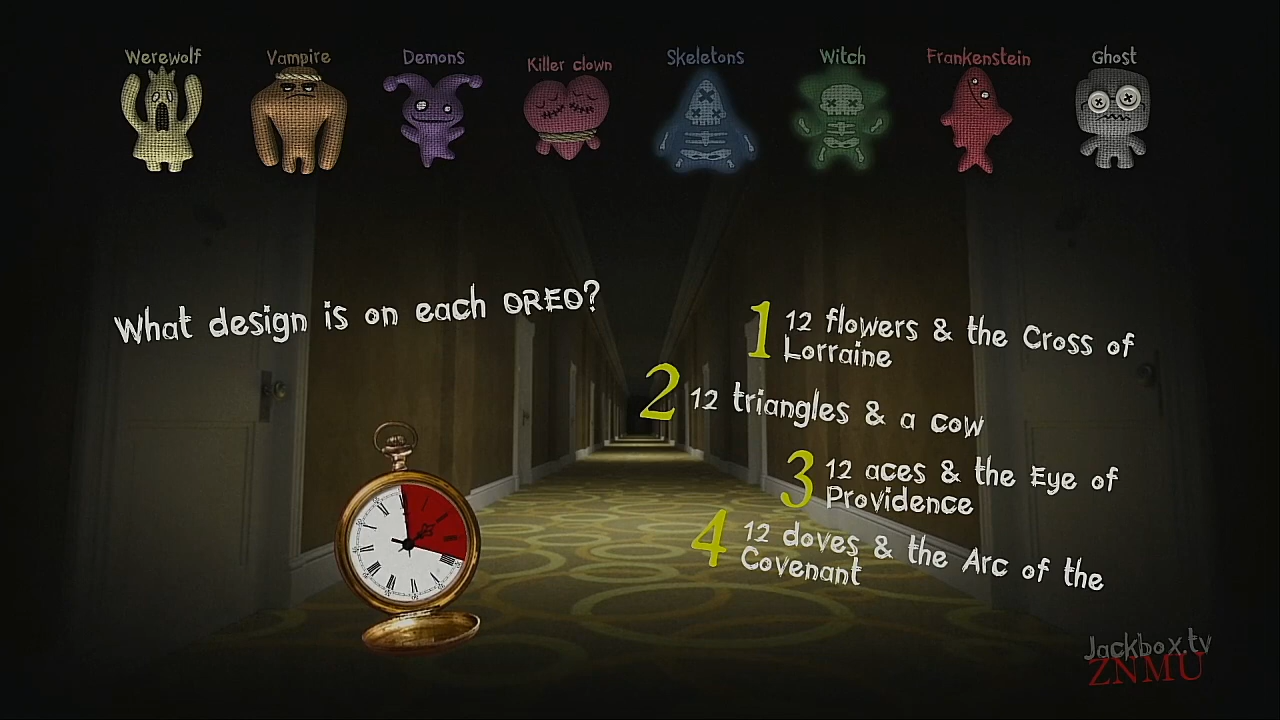 Werewolf
Vampire
Demons
Killer clown
Skeletons
Witch
Frankenstein
Ghost
What design is on each OREO?
1 12 flowers & the Cross of
Lorraine
2 12 triangles & a cow
3 12 aces & the Eye of
Providence
4 12 doves & the Arc of the
Covenant
Jackbox.tv
ZNMU